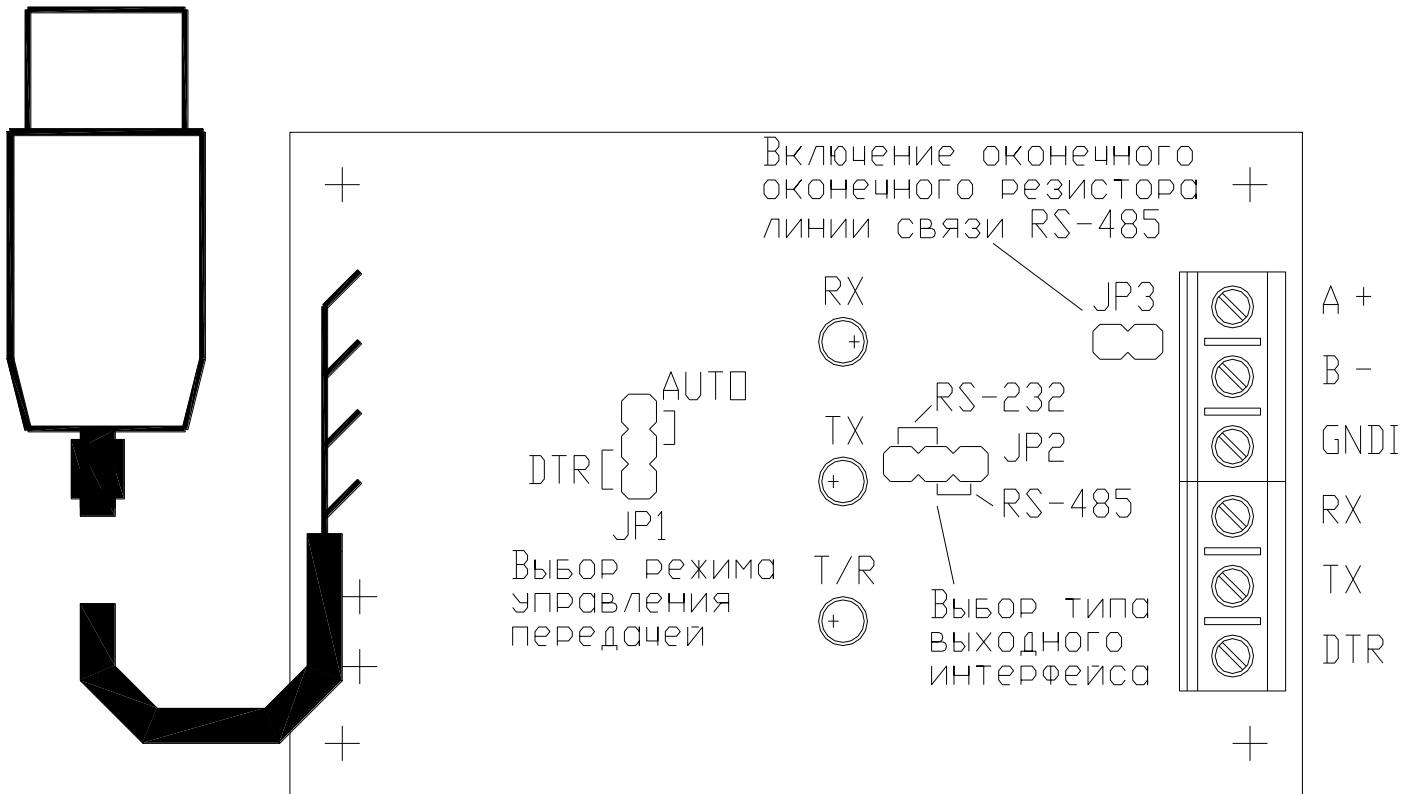 Включение оконечного
оконечного резистора
линии связи RS-485
RX
JP3
A +
B -
AUTO
RS-232
TX
JP2
GNDI
DTR
RS-485
RX
JP1
Выбор режима
управления
передачей
T/R
Выбор типа
выходного
интерфейса
TX
DTR